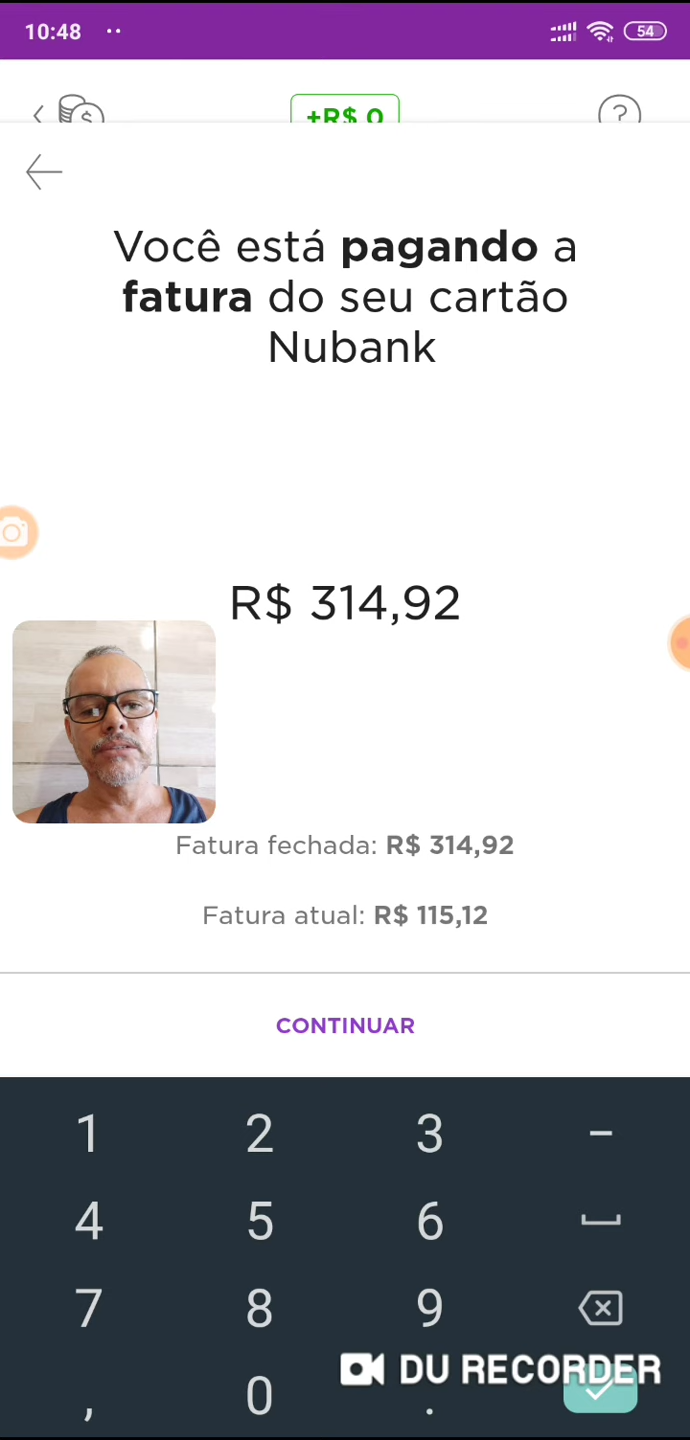 10:48
54
+R$ 0
?
Você está pagando a
fatura do seu cartão
Nubank
R$ 314,92
Fatura fechada: R$ 314,92
Fatura atual: R$ 115,12
CONTINUAR
1 2 3 -
4 5 6
7 8 9
DU RECORDER
, 0 .